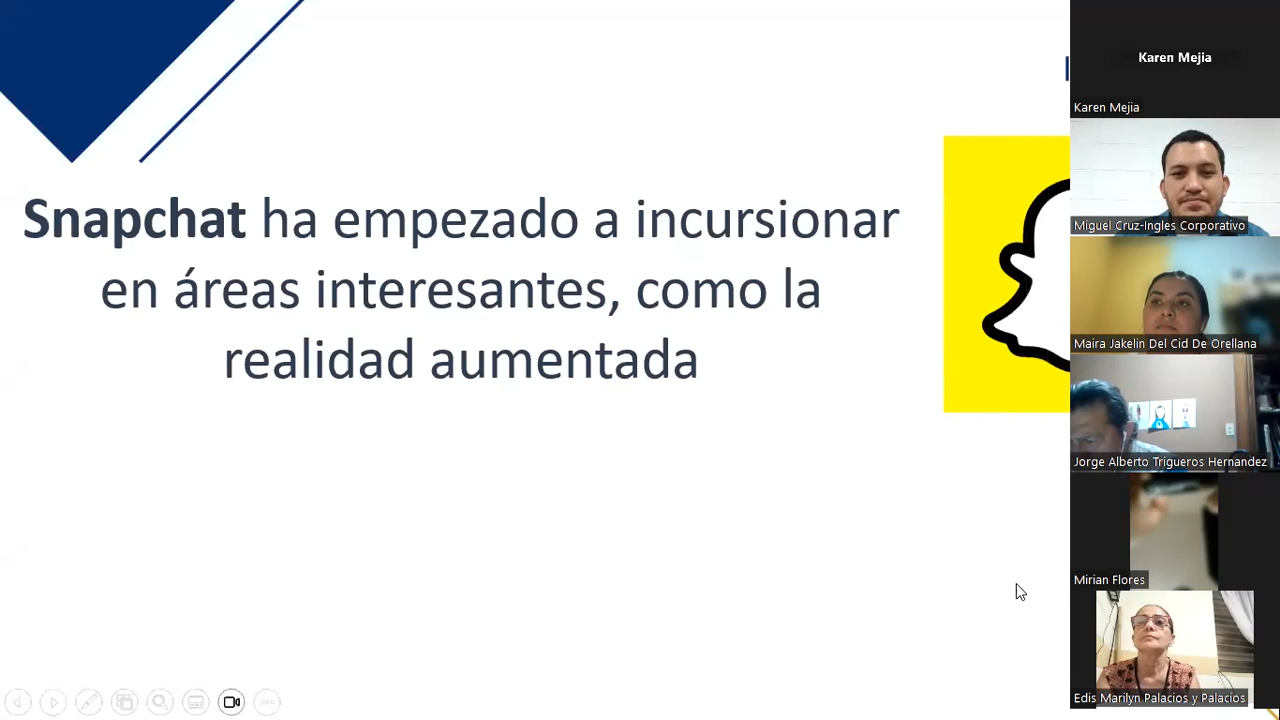 Snapchat ha empezado a incursionar
en áreas interesantes, como la
realidad aumentada
Karen Mejia
Karen Mejia
Miguel Cruz-Ingles Corporativo
Maira Jakelin Del Cid De Orellana
Jorge Alberto Trigueros Hernandez
Mirian Flores
Edis Marilyn Palacios y Palacios